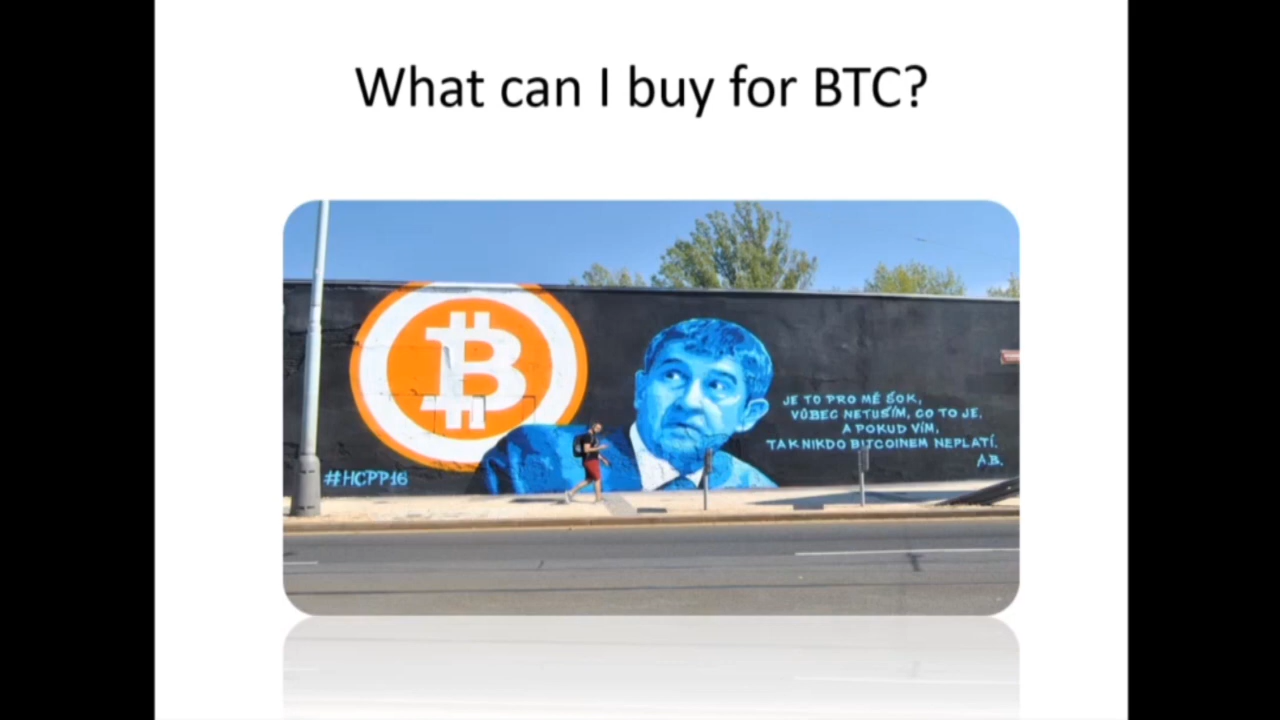 What can I buy for BTC?
JE TO PRO MĚ ŠOK,
VŮBEC NETUŠÍM, CO TO JE.
A POKUD VÍM,
TAK NIKDO BITCOINEM NEPLATÍ.
A.B.
#HCPP16